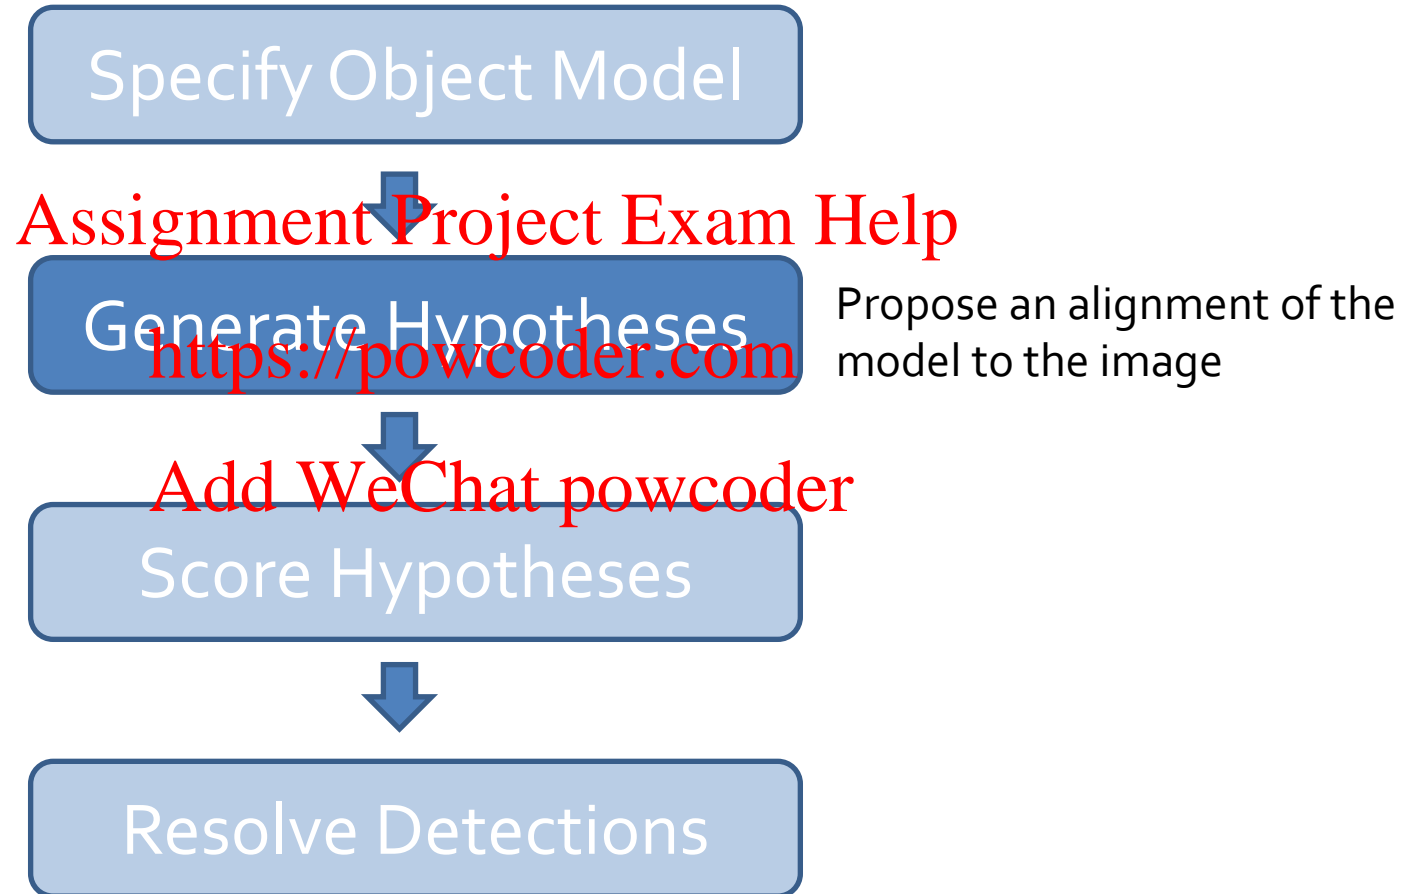 Specify Object Model
Assignment Project Exam Help
Generate Hypotheses
Propose an alignment of the
model to the image
https://powcoder.com
Add WeChat powcoder
Score Hypotheses
Resolve Detections